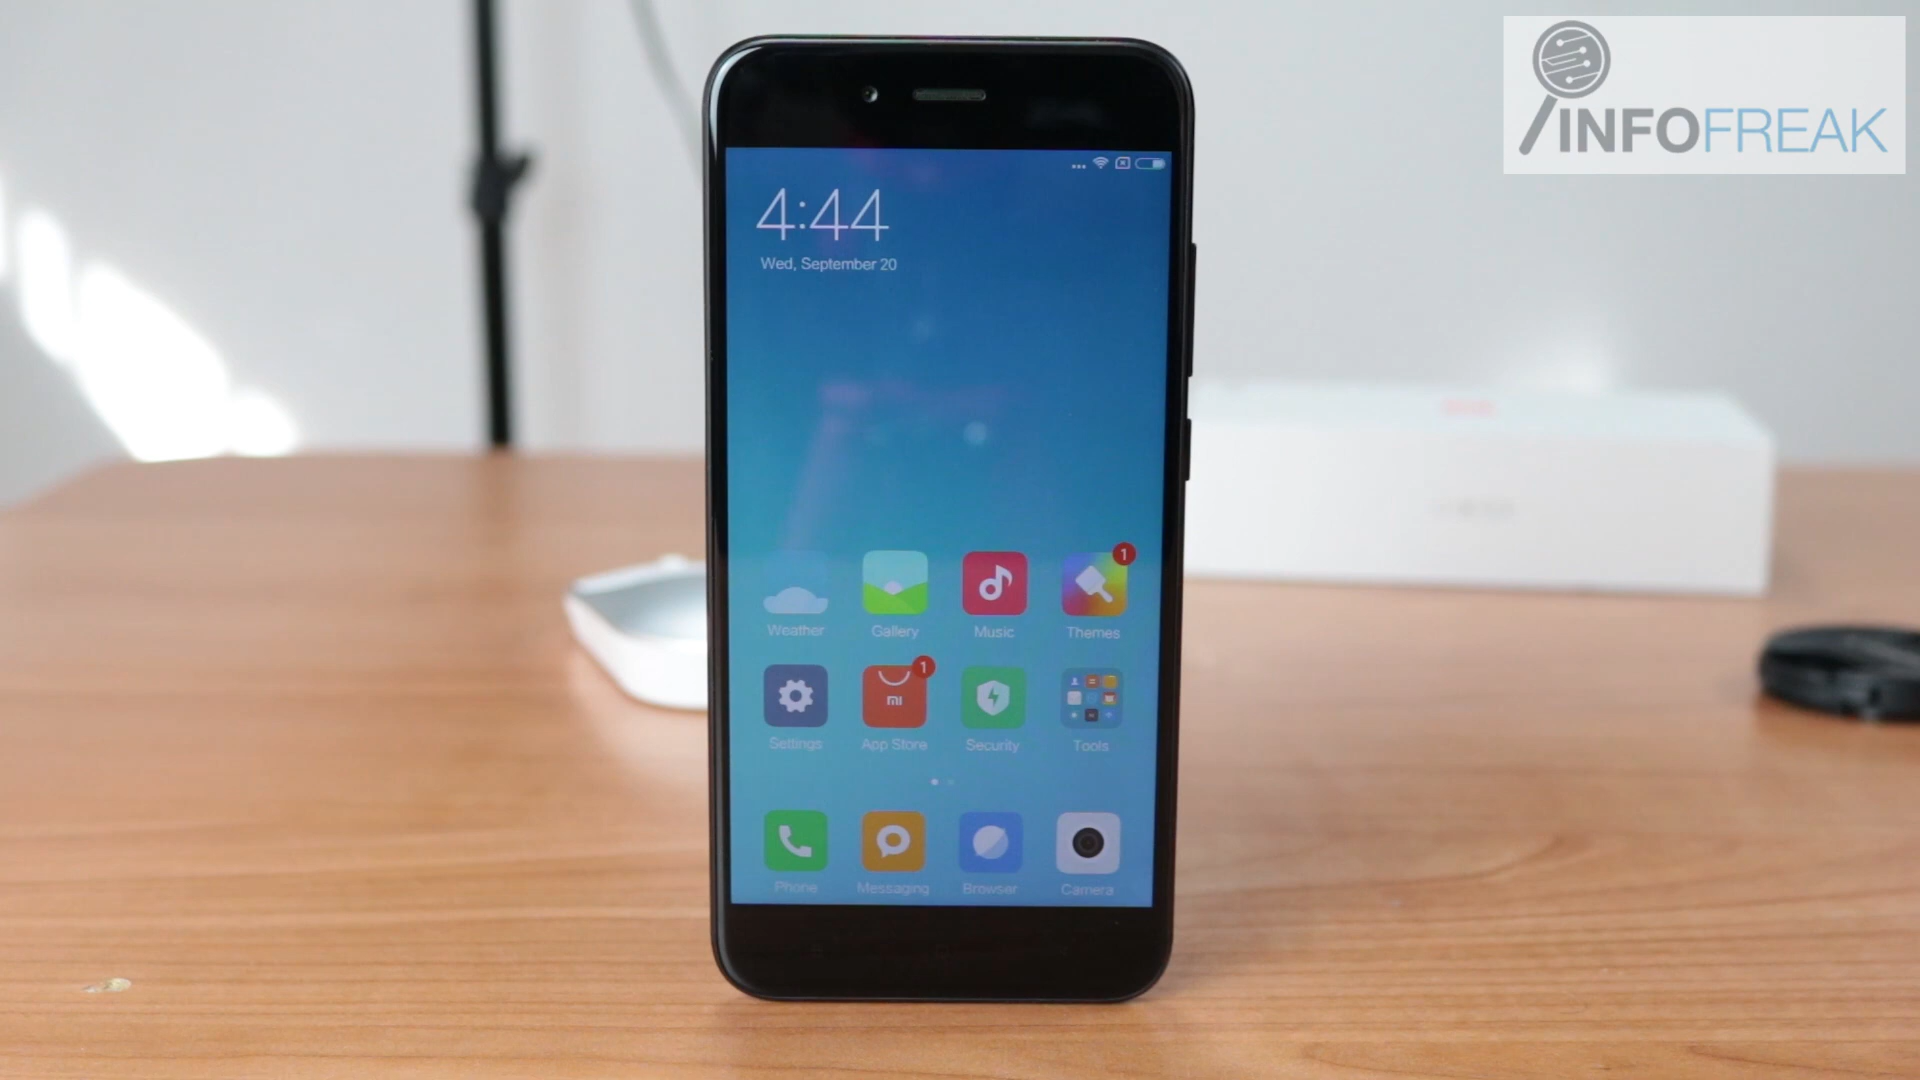 INFOFREAK
4:44
Wed, September 20
Weather Gallery Music Themes 1
Settings mi App Store 1 Security Tools
Phone Messaging Browser Camera